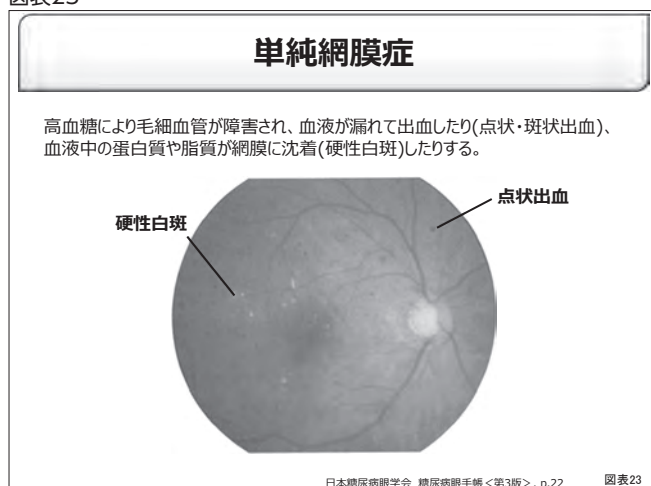 図表23
単純網膜症
高血糖により毛細血管が障害され、血液が漏れて出血したり(点状・斑状出血)、
血液中の蛋白質や脂質が網膜に沈着(硬性白斑)したりする。
点状出血
硬性白斑
日本糖尿病眼学会 糖尿病眼手帳<第3版>, p.22
図表23